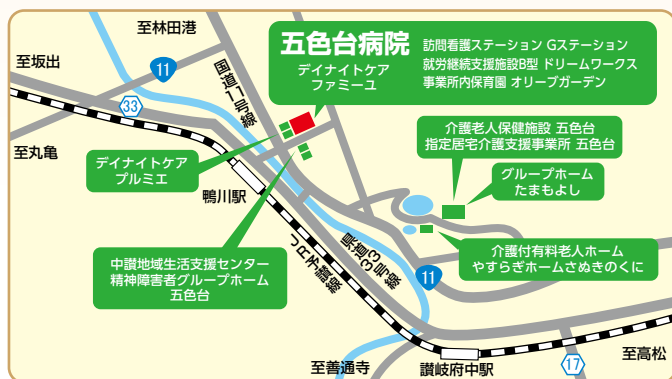 至林田港
至坂出
11
国道11号線
五色台病院
デイナイトケア
ファミーユ
訪問看護ステーション Gステーション
就労継続支援施設B型 ドリームワークス
事業所内保育園 オリーブガーデン
33
至丸亀
デイナイトケア
プルミエ
鴨川駅
介護老人保健施設 五色台
指定居宅介護支援事業所 五色台
グループホーム
たまもよし
中讃地域生活支援センター
精神障害者グループホーム
五色台
JR予讃線
県道33号線
11
介護付有料老人ホーム
やすらぎホームさぬきのくに
至善通寺
讃岐府中駅
17
至高松